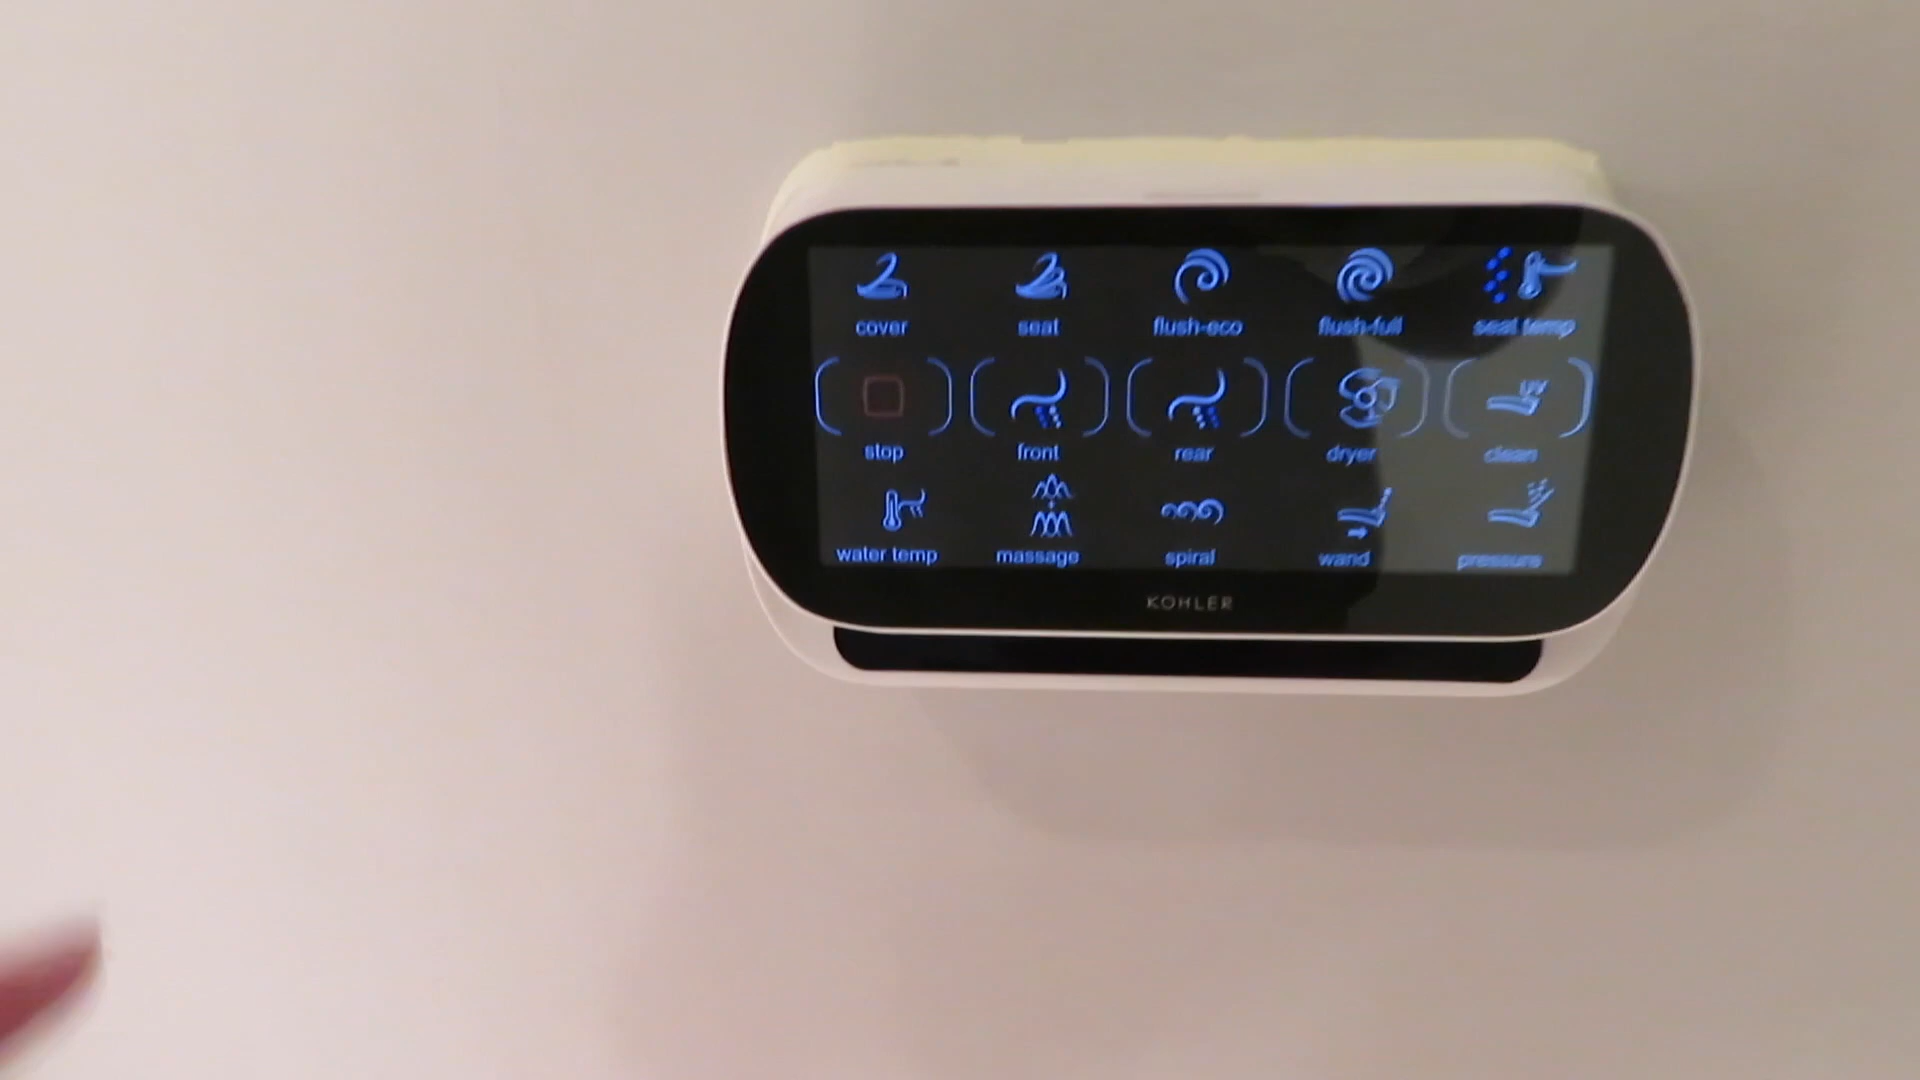 cover seat flush-eco flush-full seat temp
UV
stop front rear dryer clean
water temp massage spiral wand pressure
KOHLER